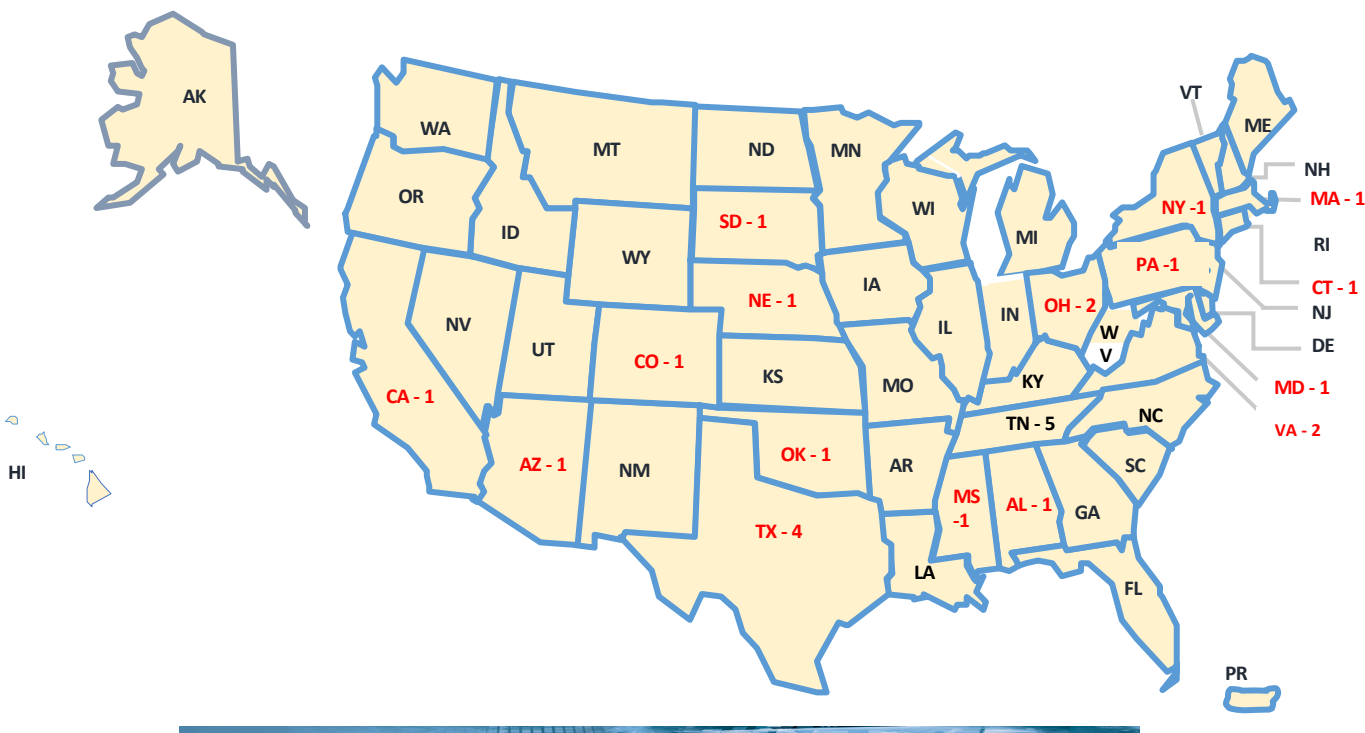 AK
VT
WA
ME
MT
ND
MN
NH
OR
MA - 1
NY -1
WI
SD - 1
ID
MI
RI
WY
PA -1
IA
CT - 1
NE - 1
OH - 2
NJ
NV
IL
IN
W
V
DE
UT
CO - 1
KS
KY
MO
MD - 1
CA - 1
NC
TN - 5
VA - 2
OK - 1
AZ - 1
NM
AR
SC
HI
MS
-1
AL - 1
GA
TX - 4
LA
FL
PR